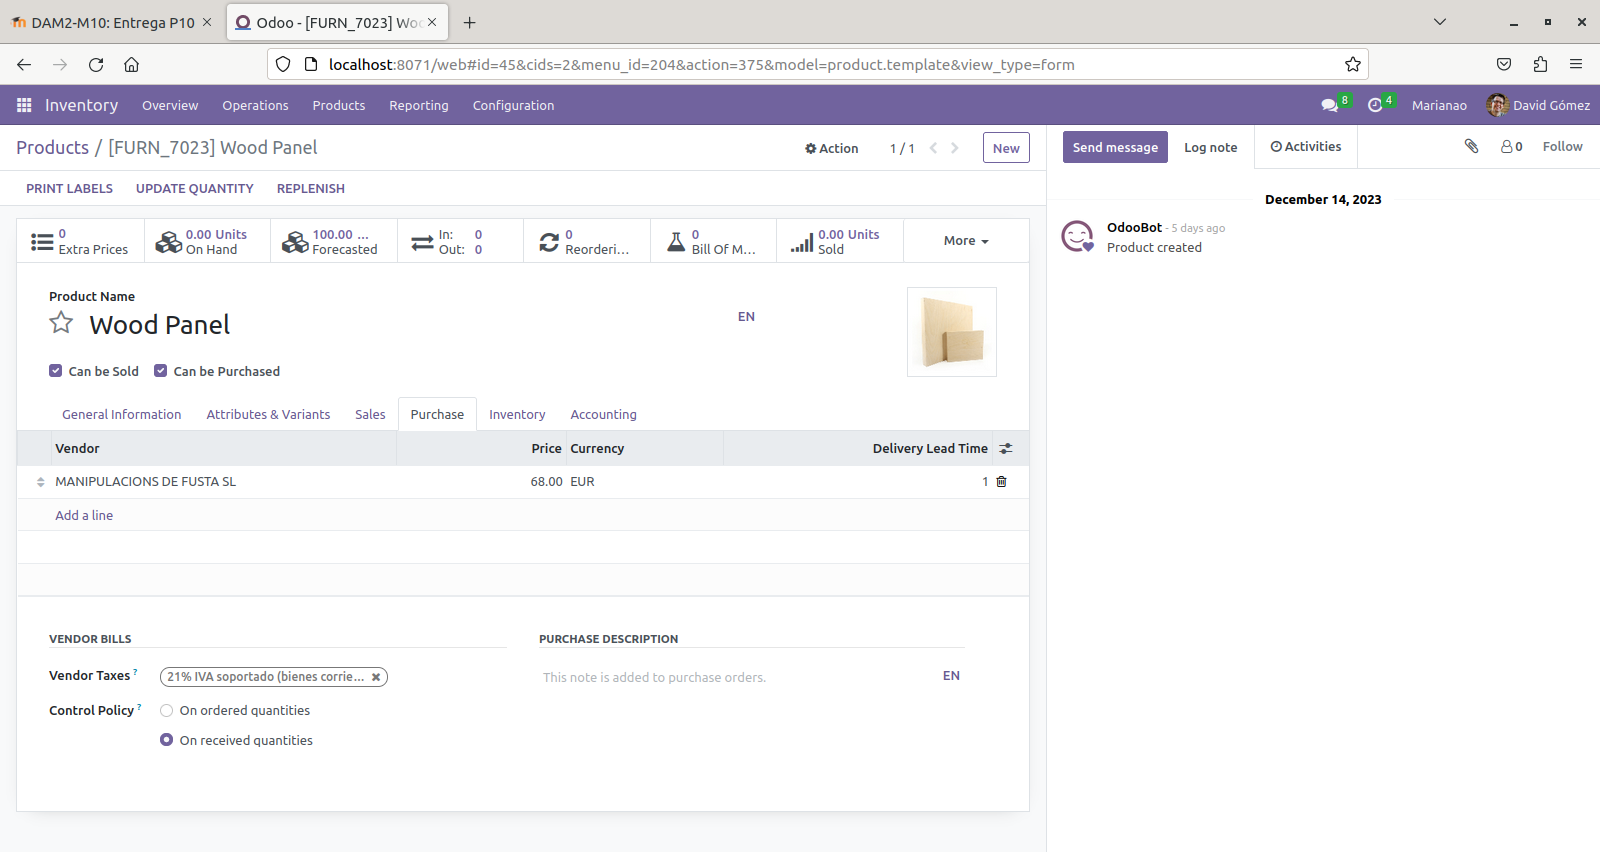 DAM2-M10: Entrega P10
Odoo - [FURN_7023] Woo
localhost:8071/web#id=45&cids=2&menu_id=204&action=375&model=product.template&view_type=form
Inventory Overview Operations Products Reporting Configuration 8 4 Marianao David Gómez
Products / [FURN_7023] Wood Panel Action 1 / 1 New
Send message Log note Activities 0 Follow
PRINT LABELS UPDATE QUANTITY REPLENISH
0 Extra Prices
0.00 Units On Hand
100.00 ... Forecasted
In: 0
Out: 0
0 Reorderi...
0 Bill Of M...
0.00 Units Sold
More
December 14, 2023
OdooBot - 5 days ago
Product created
Product Name
Wood Panel
EN
Can be Sold Can be Purchased
General Information Attributes & Variants Sales Purchase Inventory Accounting
Vendor Price Currency Delivery Lead Time
MANIPULACIONS DE FUSTA SL 68.00 EUR 1
Add a line
VENDOR BILLS
Vendor Taxes ? 21% IVA soportado (bienes corrie...
Control Policy ? On ordered quantities
On received quantities
PURCHASE DESCRIPTION
This note is added to purchase orders. EN